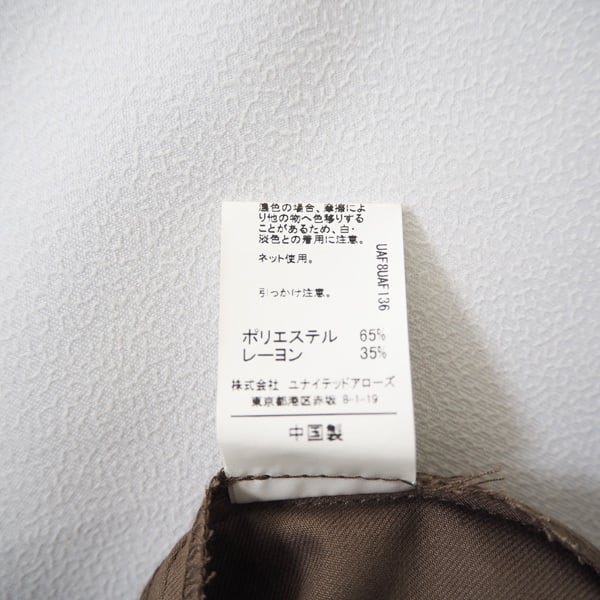 濃色の場合、摩擦によ
り他の物へ色移りする
ことがあるため、白・
淡色との着用に注意。
ネット使用。
引っかけ注意。
UAF8UAF136
ポリエステル 65%
レーヨン 35%
株式会社 ユナイテッドアローズ
東京都港区赤坂 8-1-19
中国製